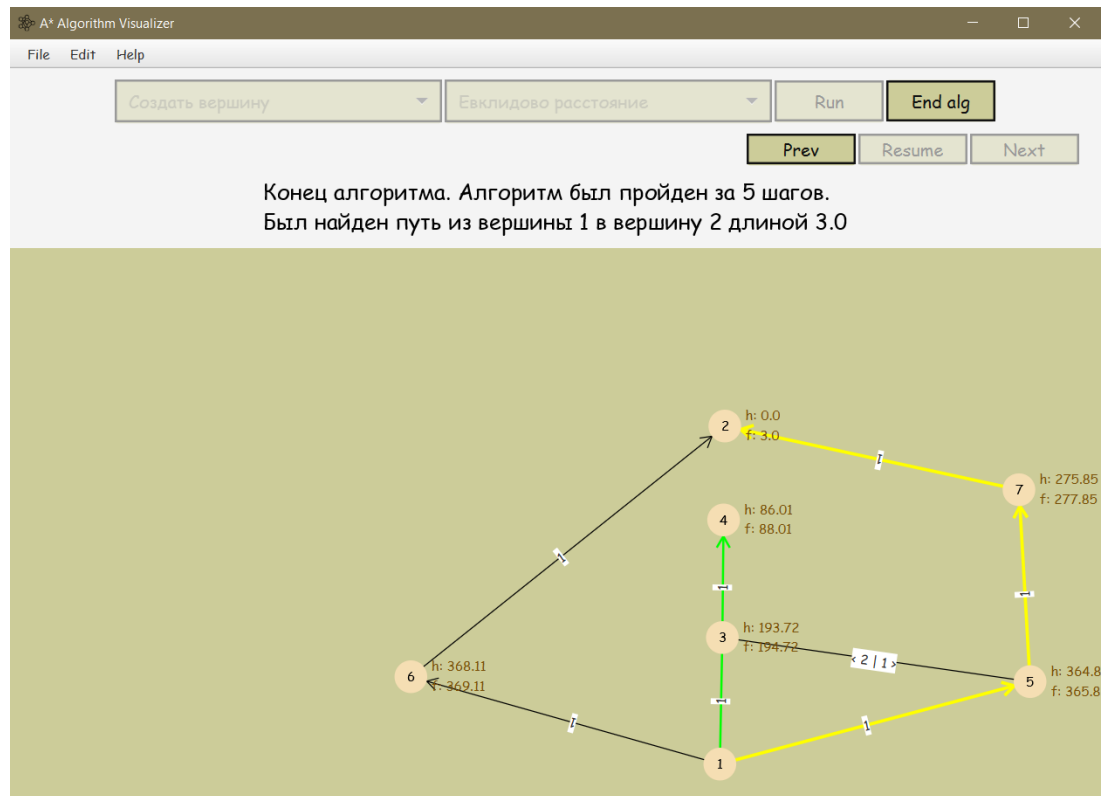 A* Algorithm Visualizer
File Edit Help
Создать вершину Евклидово расстояние Run End alg
Prev Resume Next
Конец алгоритма. Алгоритм был пройден за 5 шагов.
Был найден путь из вершины 1 в вершину 2 длиной 3.0
2 h: 0.0
f: 3.0
1
7 h: 275.85
f: 277.85
4 h: 86.01
f: 88.01
1
1
1
3 h: 193.72
f: 194.72
< 2 | 1 >
6 h: 368.11
f: 369.11
5 h: 364.8
f: 365.8
1
1
1
1